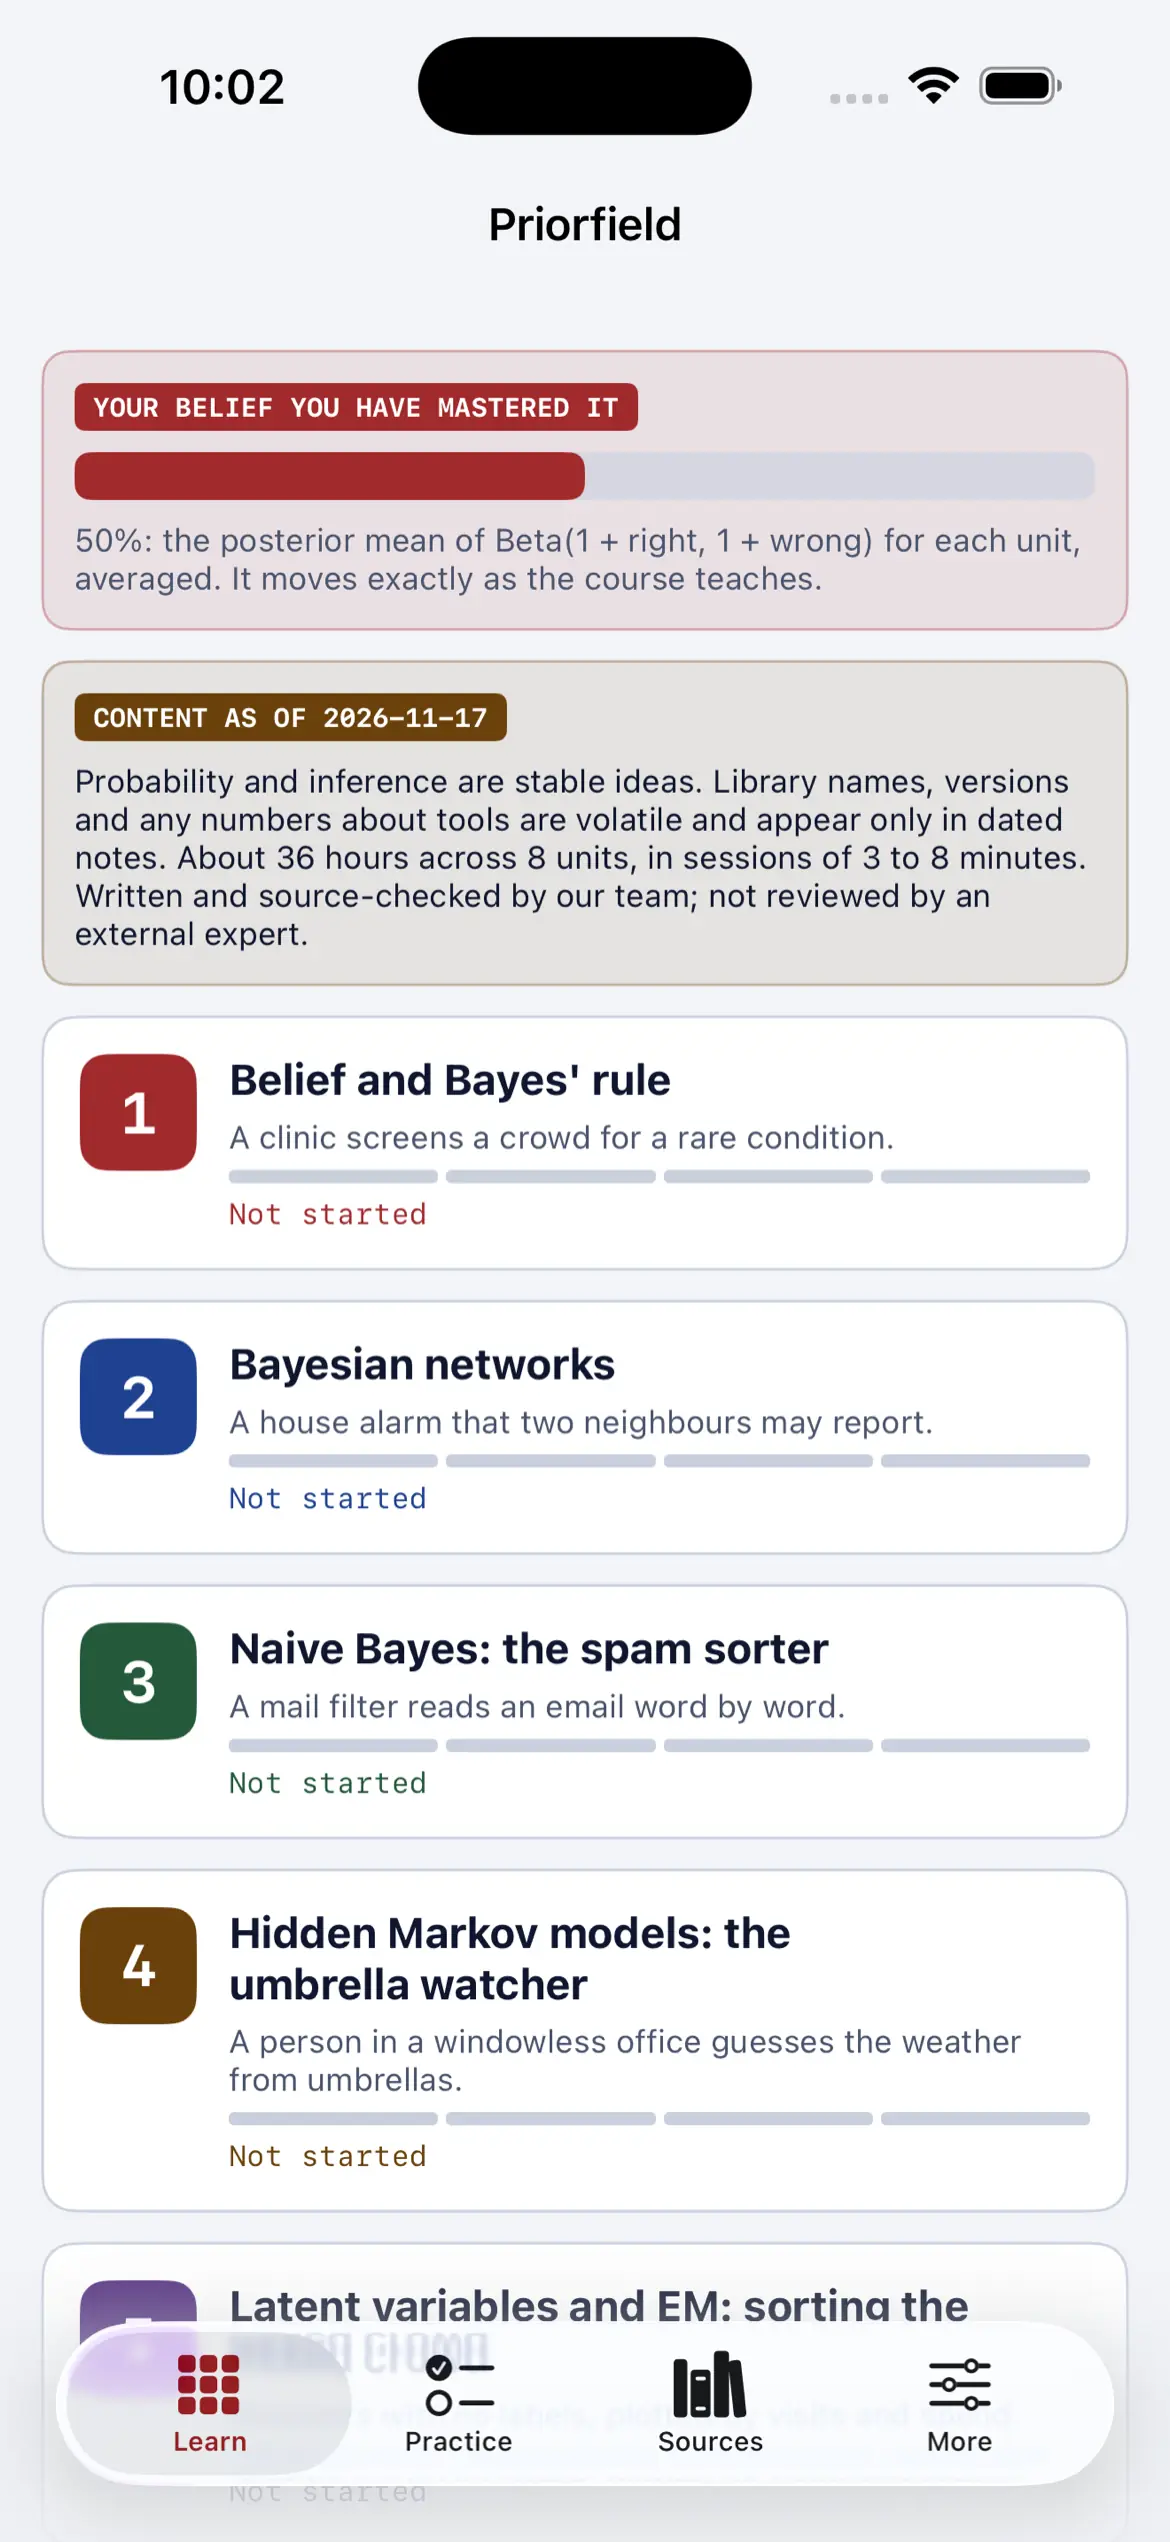 10:02
Priorfield
YOUR BELIEF YOU HAVE MASTERED IT
50%: the posterior mean of Beta(1 + right, 1 + wrong) for each unit,
averaged. It moves exactly as the course teaches.
CONTENT AS OF 2026-11-17
Probability and inference are stable ideas. Library names, versions
and any numbers about tools are volatile and appear only in dated
notes. About 36 hours across 8 units, in sessions of 3 to 8 minutes.
Written and source-checked by our team; not reviewed by an
external expert.
1
Belief and Bayes' rule
A clinic screens a crowd for a rare condition.
Not started
2
Bayesian networks
A house alarm that two neighbours may report.
Not started
3
Naive Bayes: the spam sorter
A mail filter reads an email word by word.
Not started
4
Hidden Markov models: the
umbrella watcher
A person in a windowless office guesses the weather
from umbrellas.
Not started
Latent variables and EM: sorting the
Learn
Practice
Sources
More
Not started